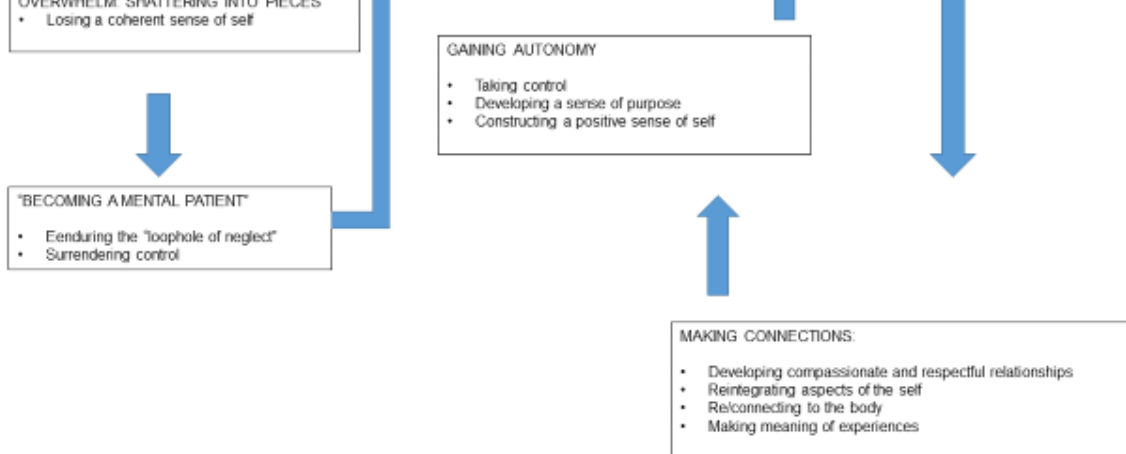 OVERWHELM: SHATTERING INTO PIECES
• Losing a coherent sense of self
GAINING AUTONOMY
• Taking control
• Developing a sense of purpose
• Constructing a positive sense of self
"BECOMING A MENTAL PATIENT"
• Eenduring the "loophole of neglect"
• Surrendering control
MAKING CONNECTIONS:
• Developing compassionate and respectful relationships
• Reintegrating aspects of the self
• Re/connecting to the body
• Making meaning of experiences